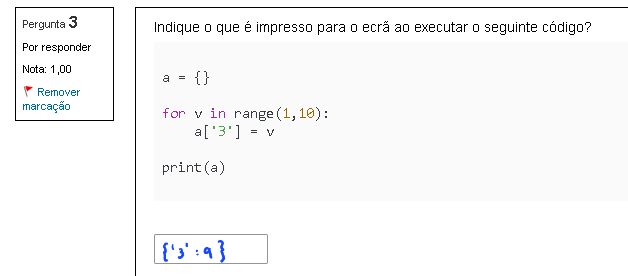 Pergunta 3
Por responder
Nota: 1,00
Remover
marcação
Indique o que é impresso para o ecrã ao executar o seguinte código?
a = {}
for v in range(1,10):
    a['3'] = v
print(a)
{'3' : 9}